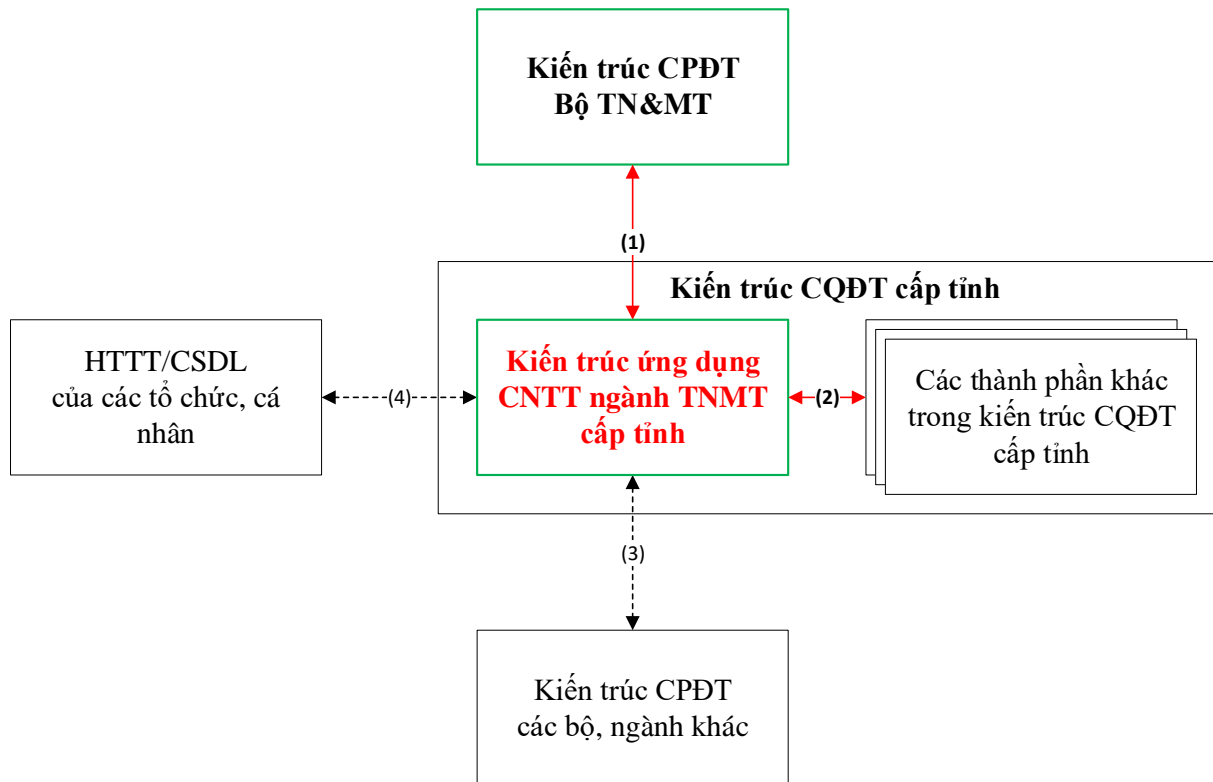 Kiến trúc CPĐT
Bộ TN&MT
(1)
Kiến trúc CQĐT cấp tỉnh
HTTT/CSDL
của các tổ chức, cá
nhân
(4)
Kiến trúc ứng dụng
CNTT ngành TNMT
cấp tỉnh
(2)
Các thành phần khác
trong kiến trúc CQĐT
cấp tỉnh
(3)
Kiến trúc CPĐT
các bộ, ngành khác